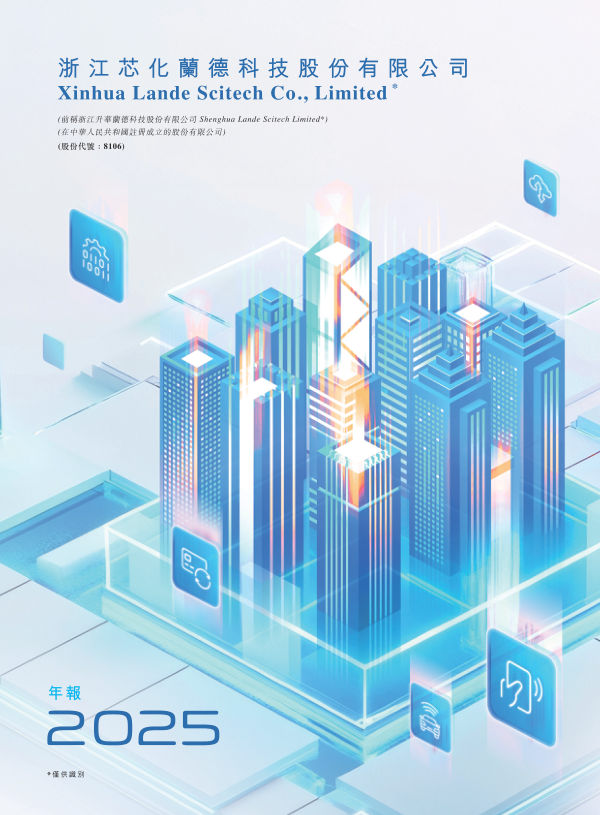 浙江芯化蘭德科技股份有限公司
Xinhua Lande Scitech Co., Limited*
(前稱浙江升華蘭德科技股份有限公司 Shenghua Lande Scitech Limited*)
(在中華人民共和國註冊成立的股份有限公司)
(股份代號：8106)
01101
10011
年報
2025
*僅供識別